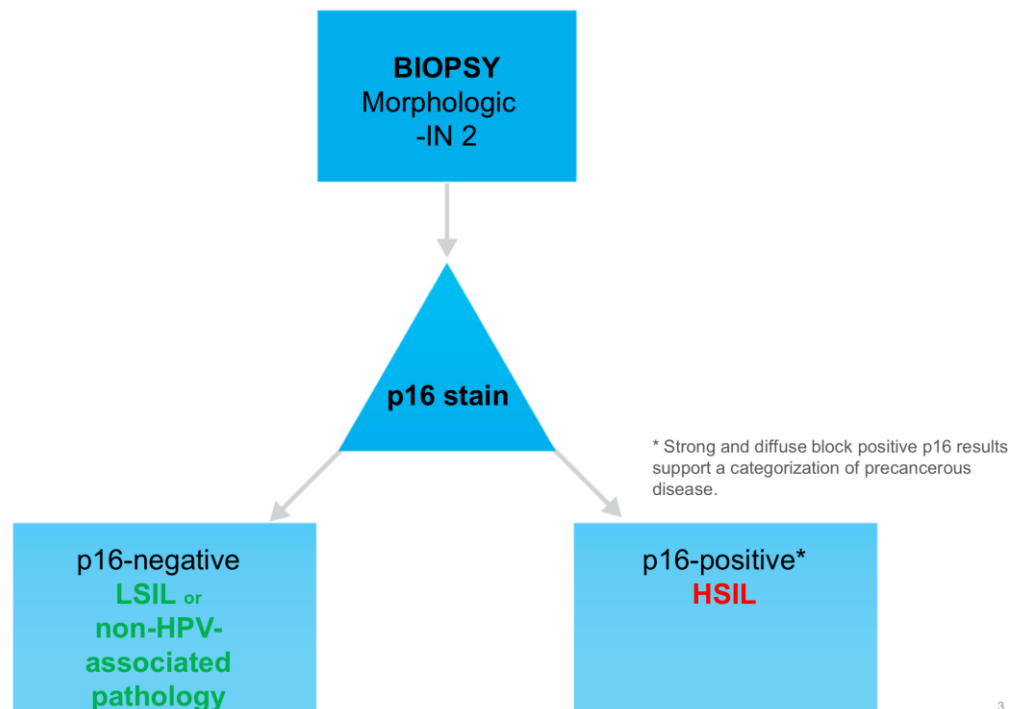 BIOPSY
Morphologic
-IN 2
p16 stain
* Strong and diffuse block positive p16 results
support a categorization of precancerous
disease.
p16-negative
LSIL or
non-HPV-
associated
pathology
p16-positive*
HSIL
3